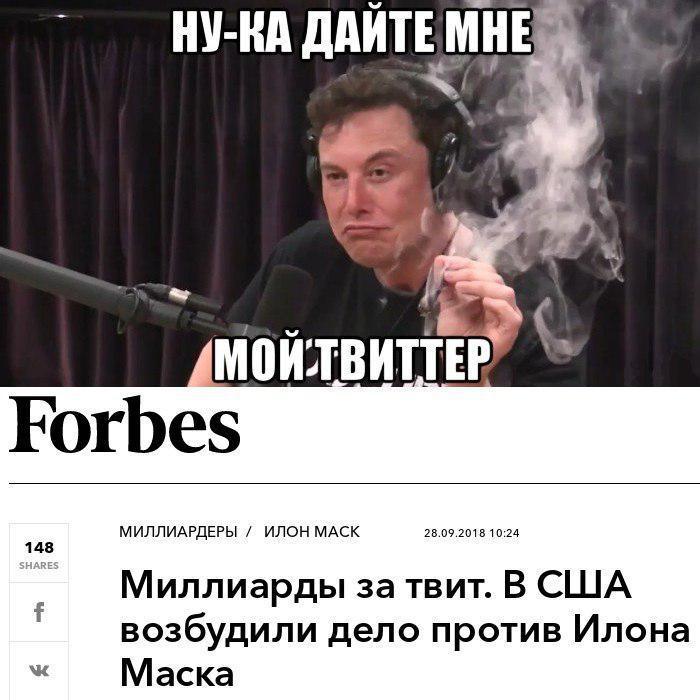 НУ-КА ДАЙТЕ МНЕ
МОЙ ТВИТТЕР
Forbes
148
SHARES
МИЛЛИАРДЕРЫ / ИЛОН МАСК 28.09.2018 10:24
Миллиарды за твит. В США
возбудили дело против Илона
Маска